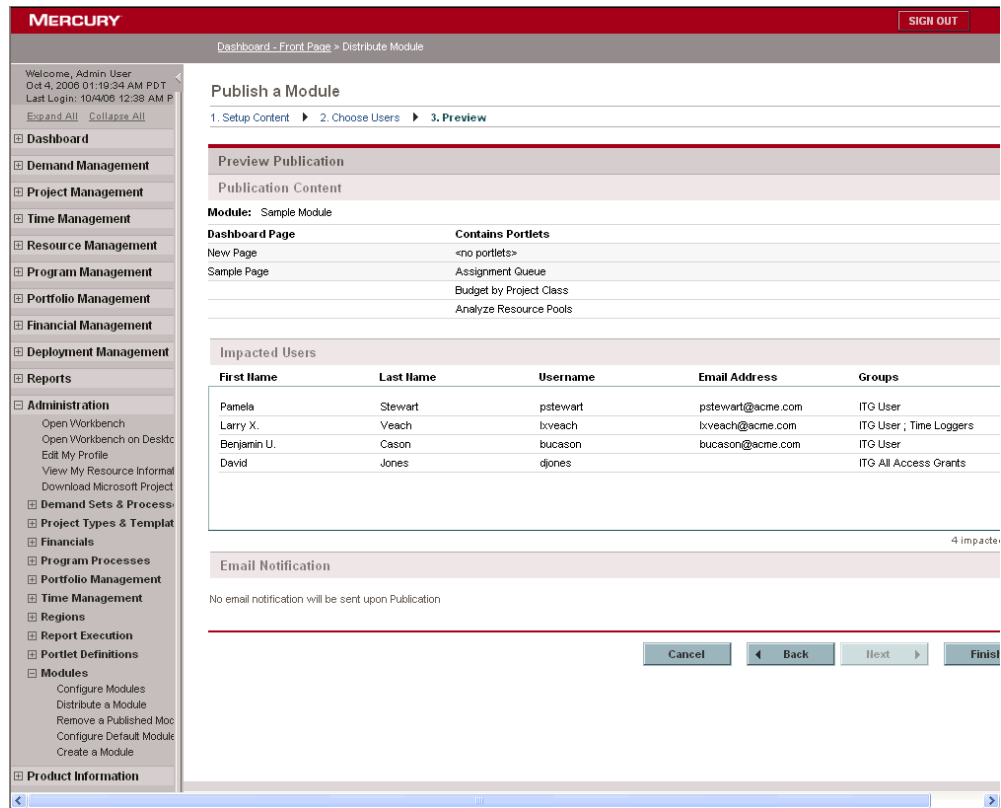 MERCURY
SIGN OUT
Dashboard - Front Page > Distribute Module
Welcome, Admin User
Oct 4, 2006 01:19:34 AM PDT
Last Login: 10/4/06 12:38 AM P
Expand All Collapse All
Dashboard
Demand Management
Project Management
Time Management
Resource Management
Program Management
Portfolio Management
Financial Management
Deployment Management
Reports
Administration
Open Workbench
Open Workbench on Deskto
Edit My Profile
View My Resource Informat
Download Microsoft Project
Demand Sets & Process
Project Types & Templat
Financials
Program Processes
Portfolio Management
Time Management
Regions
Report Execution
Portlet Definitions
Modules
Configure Modules
Distribute a Module
Remove a Published Mod
Configure Default Module
Create a Module
Product Information
Publish a Module
1. Setup Content 2. Choose Users 3. Preview
Preview Publication
Publication Content
Module: Sample Module
Dashboard Page Contains Portlets
New Page <no portlets>
Sample Page Assignment Queue
Budget by Project Class
Analyze Resource Pools
Impacted Users
First Name Last Name Username Email Address Groups
Pamela Stewart pstewart pstewart@acme.com ITG User
Larry X. Veach lxveach lxveach@acme.com ITG User ; Time Loggers
Benjamin U. Cason bucason bucason@acme.com ITG User
David Jones djones ITG All Access Grants
4 impacte
Email Notification
No email notification will be sent upon Publication
Cancel Back Next Finish